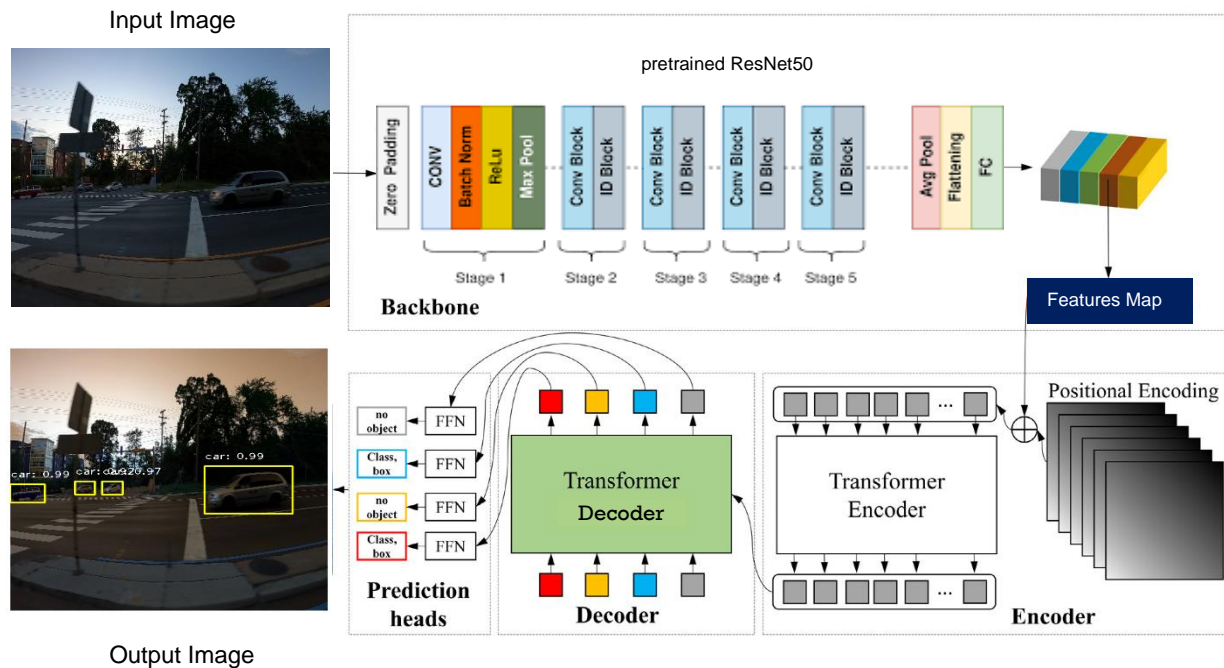 Input Image
pretrained ResNet50
Zero Padding
CONV
Batch Norm
ReLu
Max Pool
Conv Block
ID Block
Conv Block
ID Block
Conv Block
ID Block
Conv Block
ID Block
Avg Pool
Flattening
FC
Stage 1
Stage 2
Stage 3
Stage 4
Stage 5
Backbone
Features Map
car: 0.99
car: 0.97
car: 0.99
no
object
FFN
Class,
box
FFN
no
object
FFN
Class,
box
FFN
Prediction
heads
Transformer
Decoder
Decoder
...
Transformer
Encoder
...
Encoder
Positional Encoding
Output Image